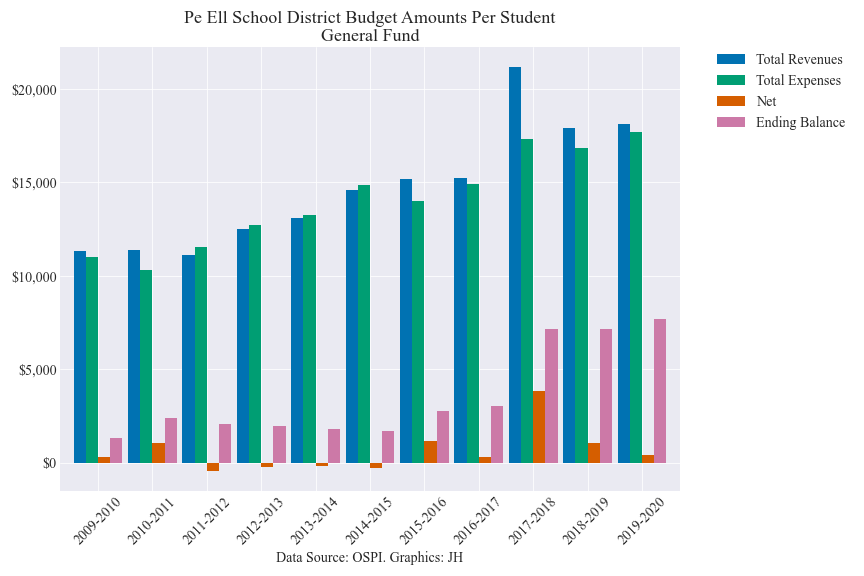 Pe Ell School District Budget Amounts Per Student
General Fund
Total Revenues
Total Expenses
Net
Ending Balance
$20,000
$15,000
$10,000
$5,000
$0
2009-2010
2010-2011
2011-2012
2012-2013
2013-2014
2014-2015
2015-2016
2016-2017
2017-2018
2018-2019
2019-2020
Data Source: OSPI. Graphics: JH